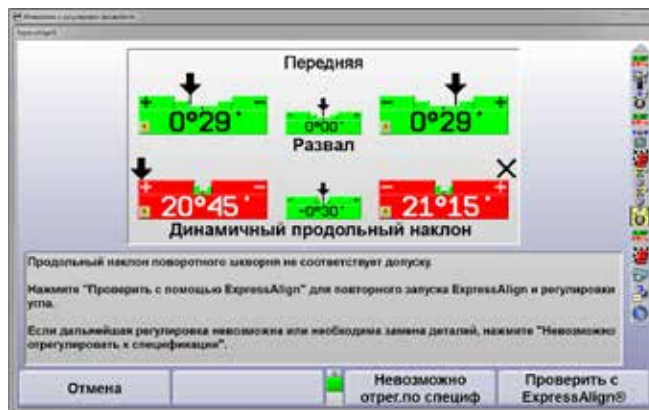 Передняя
+ - - +
0°29' 0°00' 0°29'
Развал
+ - - +
20°45' -0°30' 21°15'
Динамичный продольный наклон
Продольный наклон поворотного шкворня не соответствует допуску.
Нажмите "Проверить с помощью ExpressAlign" для повторного запуска ExpressAlign и регулировки
угла.
Если дальнейшая регулировка невозможна или необходима замена деталей, нажмите "Невозможно
отрегулировать к спецификации".
Отмена
Невозможно
отрег.по специф
Проверить с
ExpressAlign®